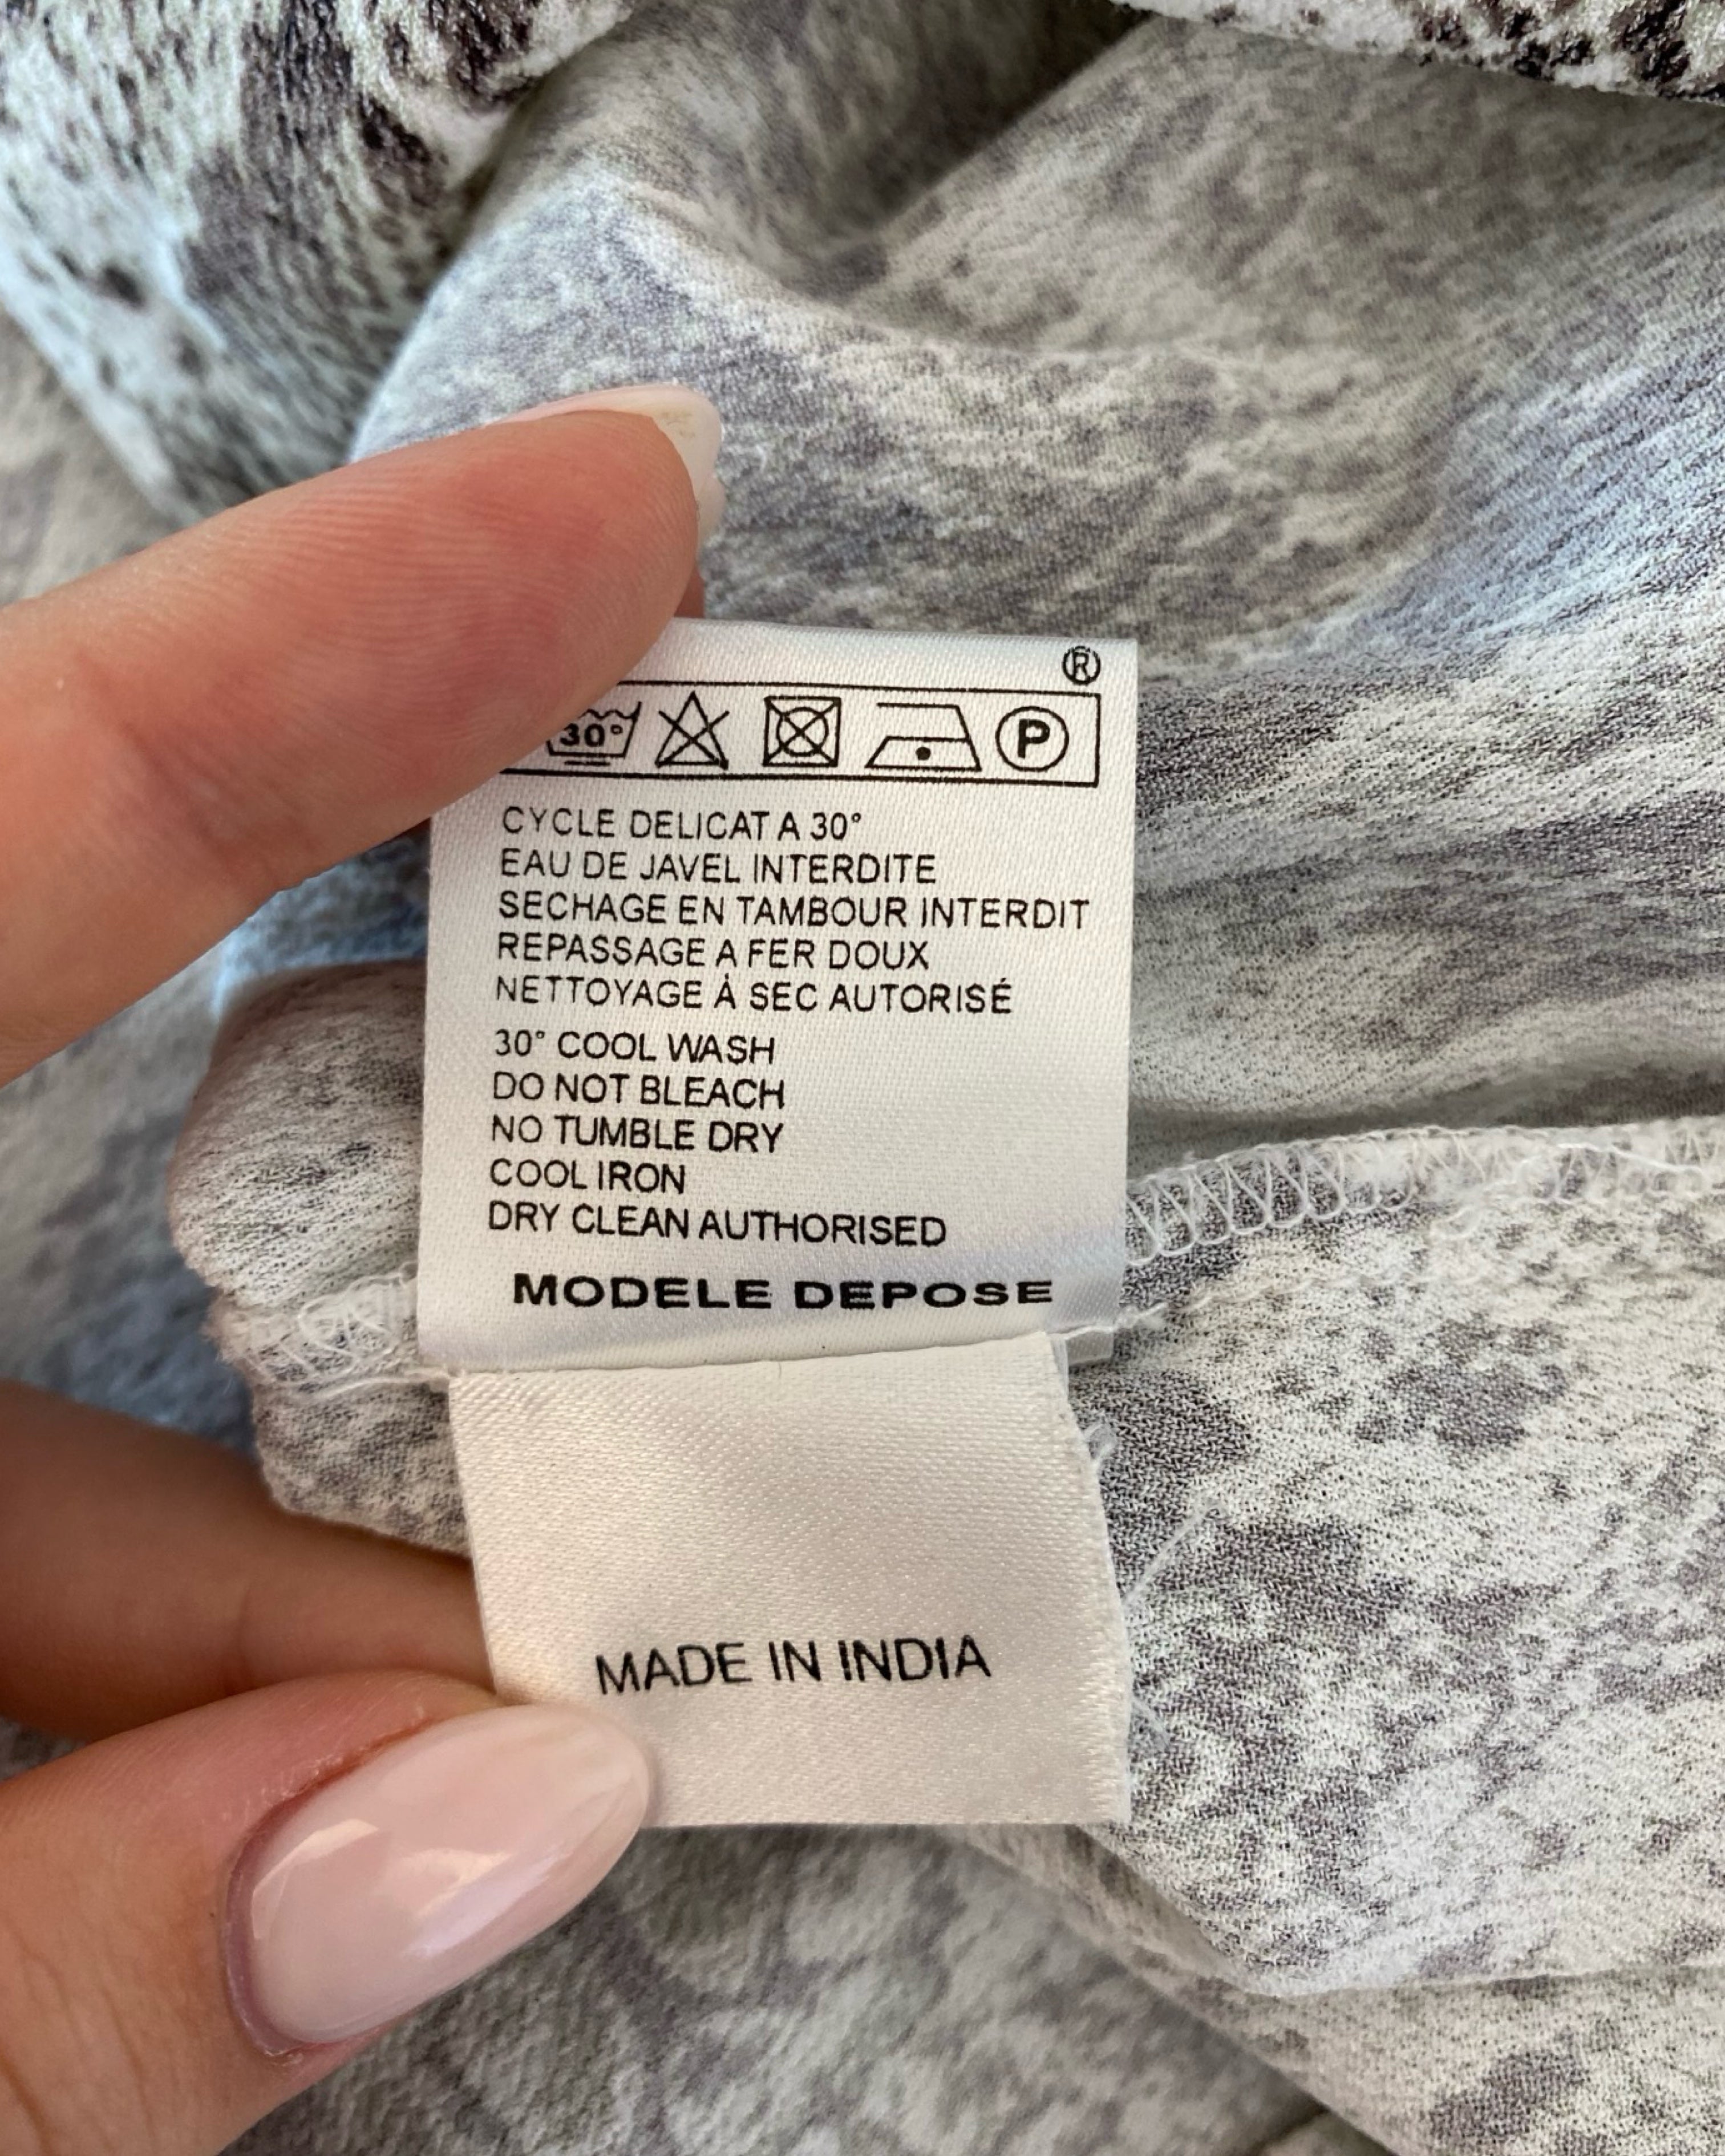 ®
30° P
CYCLE DELICAT A 30°
EAU DE JAVEL INTERDITE
SECHAGE EN TAMBOUR INTERDIT
REPASSAGE A FER DOUX
NETTOYAGE À SEC AUTORISÉ
30° COOL WASH
DO NOT BLEACH
NO TUMBLE DRY
COOL IRON
DRY CLEAN AUTHORISED
MODELE DEPOSE
MADE IN INDIA